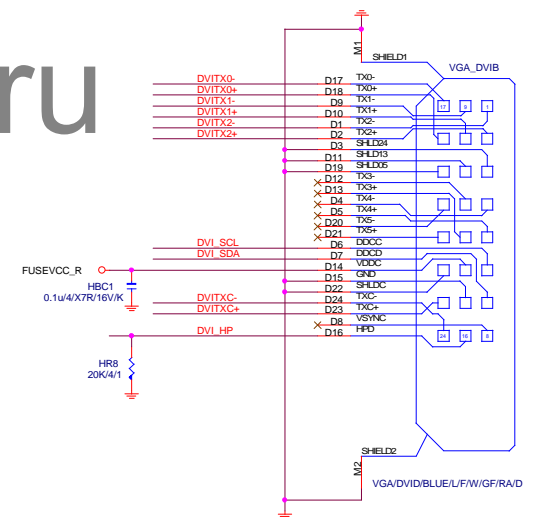 ru
M1
SHIELD1
VGA_DVIB
DVITX0- D17 TX0-
DVITX0+ D18 TX0+
DVITX1- D9 TX1-
DVITX1+ D10 TX1+
DVITX2- D1 TX2-
DVITX2+ D2 TX2+
D3 SHLD24
D11 SHLD13
D19 SHLD05
D12 TX3-
D13 TX3+
D4 TX4-
D5 TX4+
D20 TX5-
D21 TX5+
DVI_SCL D6 DDCC
DVI_SDA D7 DDCD
FUSEVCC_R D14 VDDC
D15 GND
D22 SHLDC
DVITXC- D24 TXC-
DVITXC+ D23 TXC+
D8 VSYNC
DVI_HP D16 HPD
17 9 1
24 16 8
HBC1
0.1u/4/X7R/16V/K
HR8
20K/4/1
SHIELD2
M2
VGA/DVID/BLUE/L/F/W/GF/RA/D